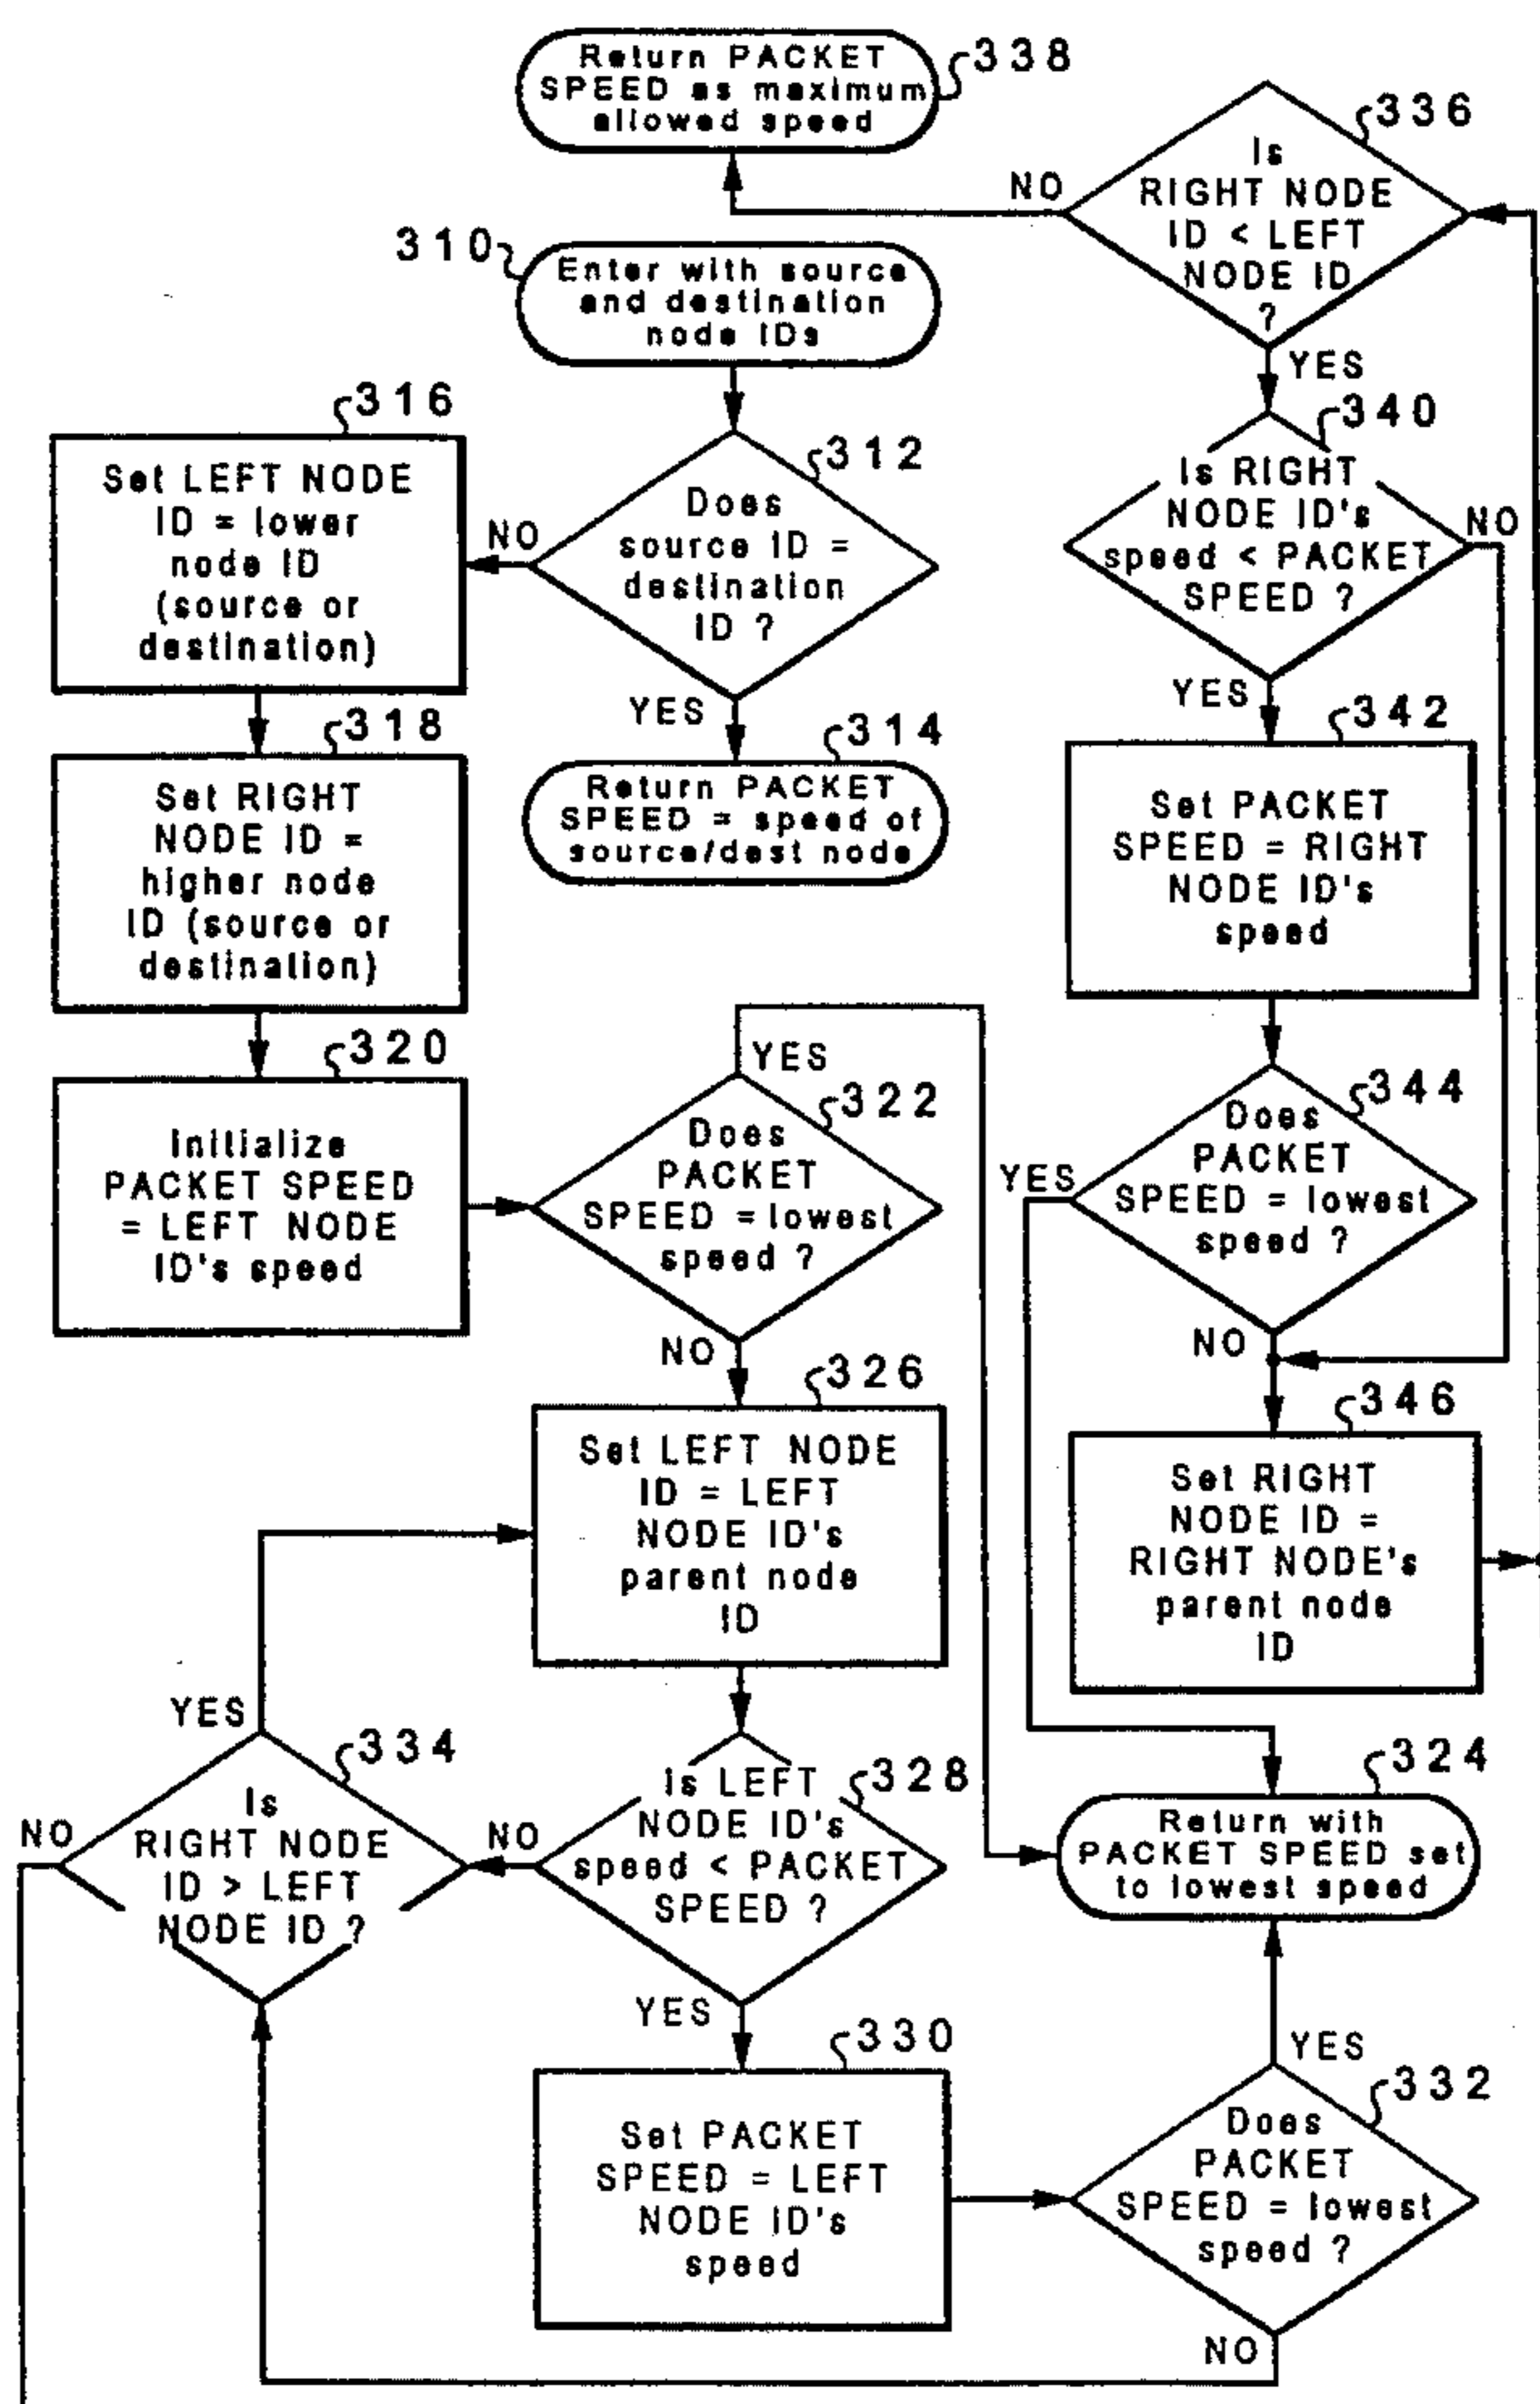 Return PACKET
SPEED as maximum
allowed speed
338
336
Is
RIGHT NODE
ID < LEFT
NODE ID
?
NO
YES
310
Enter with source
and destination
node IDs
312
Does
source ID =
destination
ID ?
NO
YES
314
Return PACKET
SPEED = speed of
source/dest node
316
Set LEFT NODE
ID = lower
node ID
(source or
destination)
318
Set RIGHT
NODE ID =
higher node
ID (source or
destination)
320
Initialize
PACKET SPEED
= LEFT NODE
ID's speed
YES
322
Does
PACKET
SPEED = lowest
speed ?
NO
326
Set LEFT NODE
ID = LEFT
NODE ID's
parent node
ID
328
Is LEFT
NODE ID's
speed < PACKET
SPEED ?
NO
YES
334
Is
RIGHT NODE
ID > LEFT
NODE ID ?
YES
NO
330
Set PACKET
SPEED = LEFT
NODE ID's
speed
332
Does
PACKET
SPEED = lowest
speed ?
YES
NO
340
Is RIGHT
NODE ID's
speed < PACKET
SPEED ?
NO
YES
342
Set PACKET
SPEED = RIGHT
NODE ID's
speed
344
Does
PACKET
SPEED = lowest
speed ?
YES
NO
346
Set RIGHT
NODE ID =
RIGHT NODE's
parent node
ID
324
Return with
PACKET SPEED set
to lowest speed